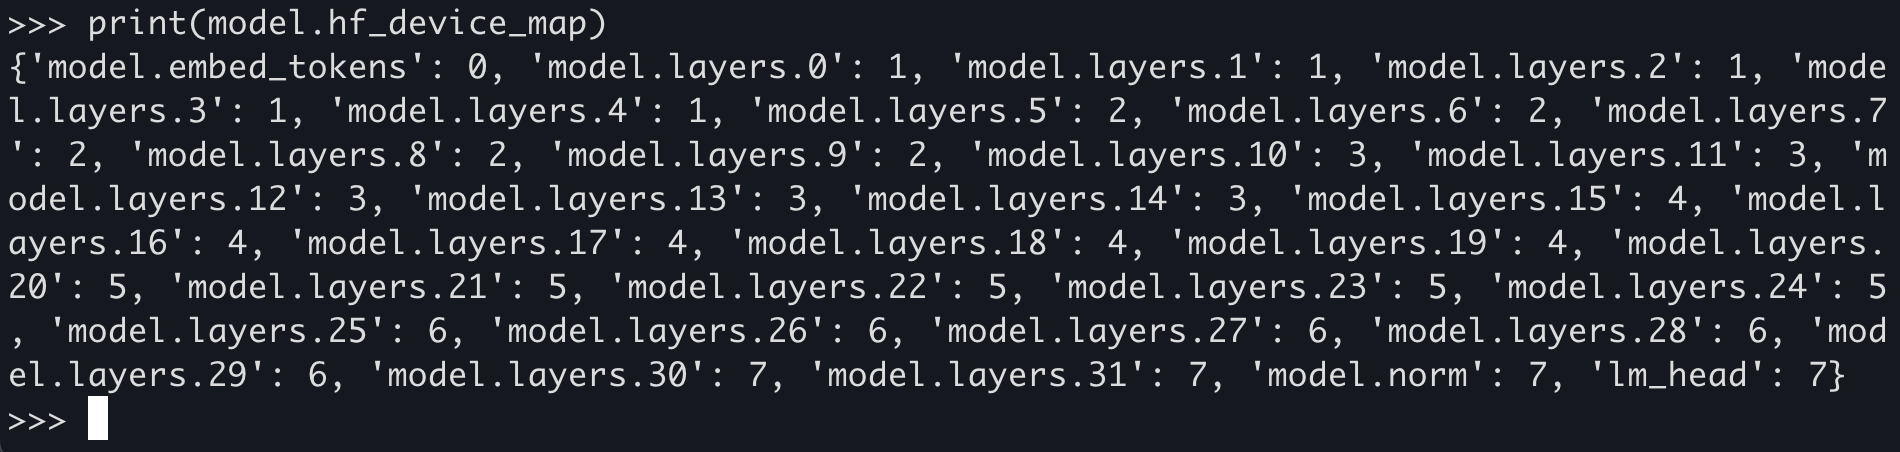 >>> print(model.hf_device_map)
{'model.embed_tokens': 0, 'model.layers.0': 1, 'model.layers.1': 1, 'model.layers.2': 1, 'mode
l.layers.3': 1, 'model.layers.4': 1, 'model.layers.5': 2, 'model.layers.6': 2, 'model.layers.7
': 2, 'model.layers.8': 2, 'model.layers.9': 2, 'model.layers.10': 3, 'model.layers.11': 3, 'm
odel.layers.12': 3, 'model.layers.13': 3, 'model.layers.14': 3, 'model.layers.15': 4, 'model.l
ayers.16': 4, 'model.layers.17': 4, 'model.layers.18': 4, 'model.layers.19': 4, 'model.layers.
20': 5, 'model.layers.21': 5, 'model.layers.22': 5, 'model.layers.23': 5, 'model.layers.24': 5
, 'model.layers.25': 6, 'model.layers.26': 6, 'model.layers.27': 6, 'model.layers.28': 6, 'mod
el.layers.29': 6, 'model.layers.30': 7, 'model.layers.31': 7, 'model.norm': 7, 'lm_head': 7}
>>>